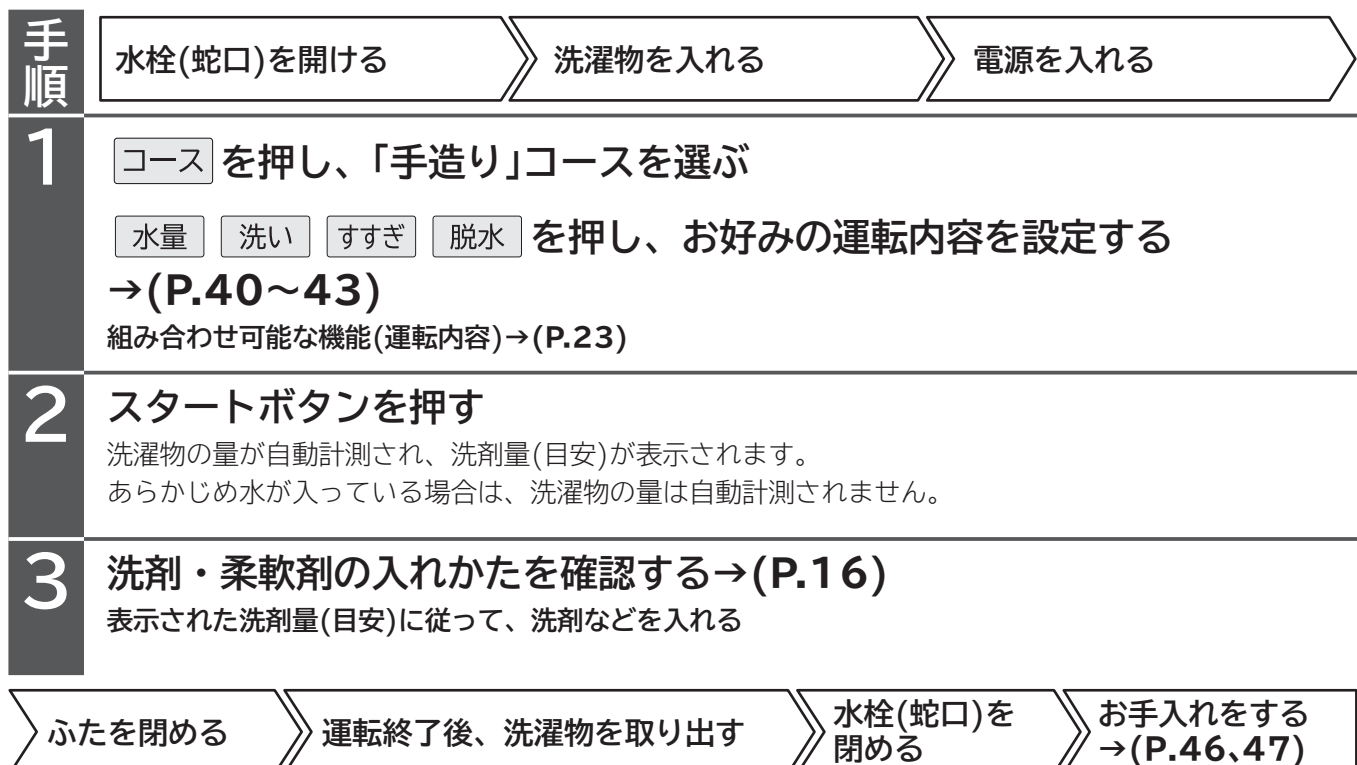 手順
水栓(蛇口)を開ける
洗濯物を入れる
電源を入れる
1
コース を押し、「手造り」コースを選ぶ
水量 洗い すすぎ 脱水 を押し、お好みの運転内容を設定する
→(P.40～43)
組み合わせ可能な機能(運転内容)→(P.23)
2
スタートボタンを押す
洗濯物の量が自動計測され、洗剤量(目安)が表示されます。
あらかじめ水が入っている場合は、洗濯物の量は自動計測されません。
3
洗剤・柔軟剤の入れかたを確認する→(P.16)
表示された洗剤量(目安)に従って、洗剤などを入れる
ふたを閉める
運転終了後、洗濯物を取り出す
水栓(蛇口)を
閉める
お手入れをする
→(P.46、47)